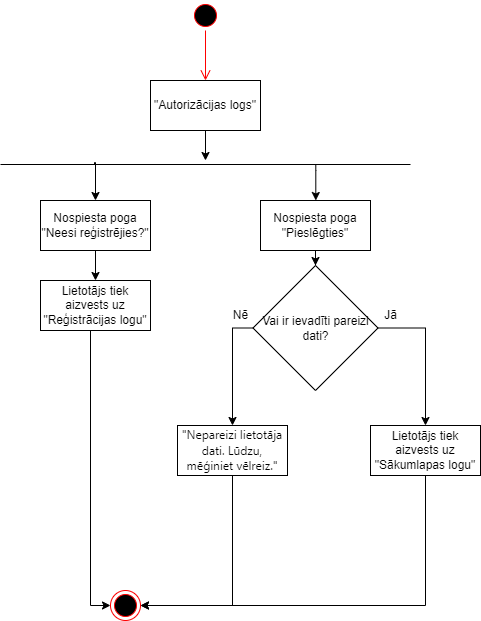 "Autorizācijas logs"
Nospiesta poga
"Neesi reģistrējies?"
Nospiesta poga
"Pieslēgties"
Lietotājs tiek
aizvests uz
"Reģistrācijas logu"
Vai ir ievadīti pareizi
dati?
Nē
Jā
"Nepareizi lietotāja
dati. Lūdzu,
mēģiniet vēlreiz."
Lietotājs tiek
aizvests uz
"Sākumlapas logu"